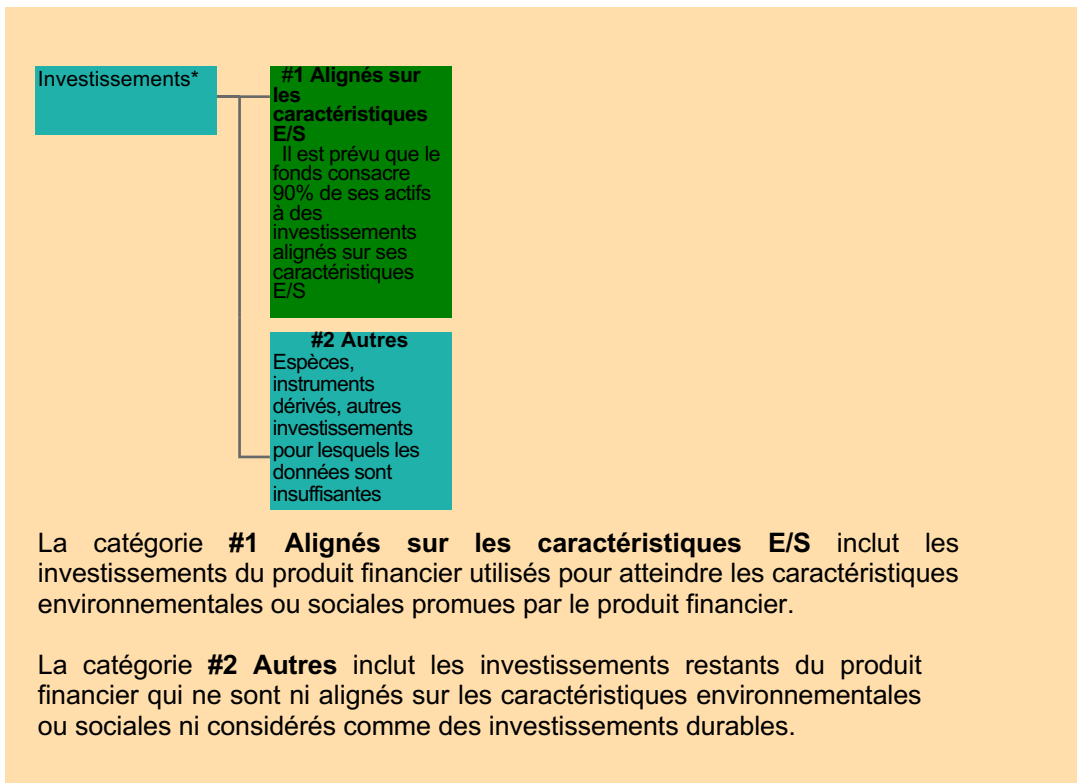 Investissements*
#1 Alignés sur
les
caractéristiques
E/S
Il est prévu que le
fonds consacre
90% de ses actifs
à des
investissements
alignés sur ses
caractéristiques
E/S
#2 Autres
Espèces,
instruments
dérivés, autres
investissements
pour lesquels les
données sont
insuffisantes
La catégorie #1 Alignés sur les caractéristiques E/S inclut les
investissements du produit financier utilisés pour atteindre les caractéristiques
environnementales ou sociales promues par le produit financier.
La catégorie #2 Autres inclut les investissements restants du produit
financier qui ne sont ni alignés sur les caractéristiques environnementales
ou sociales ni considérés comme des investissements durables.